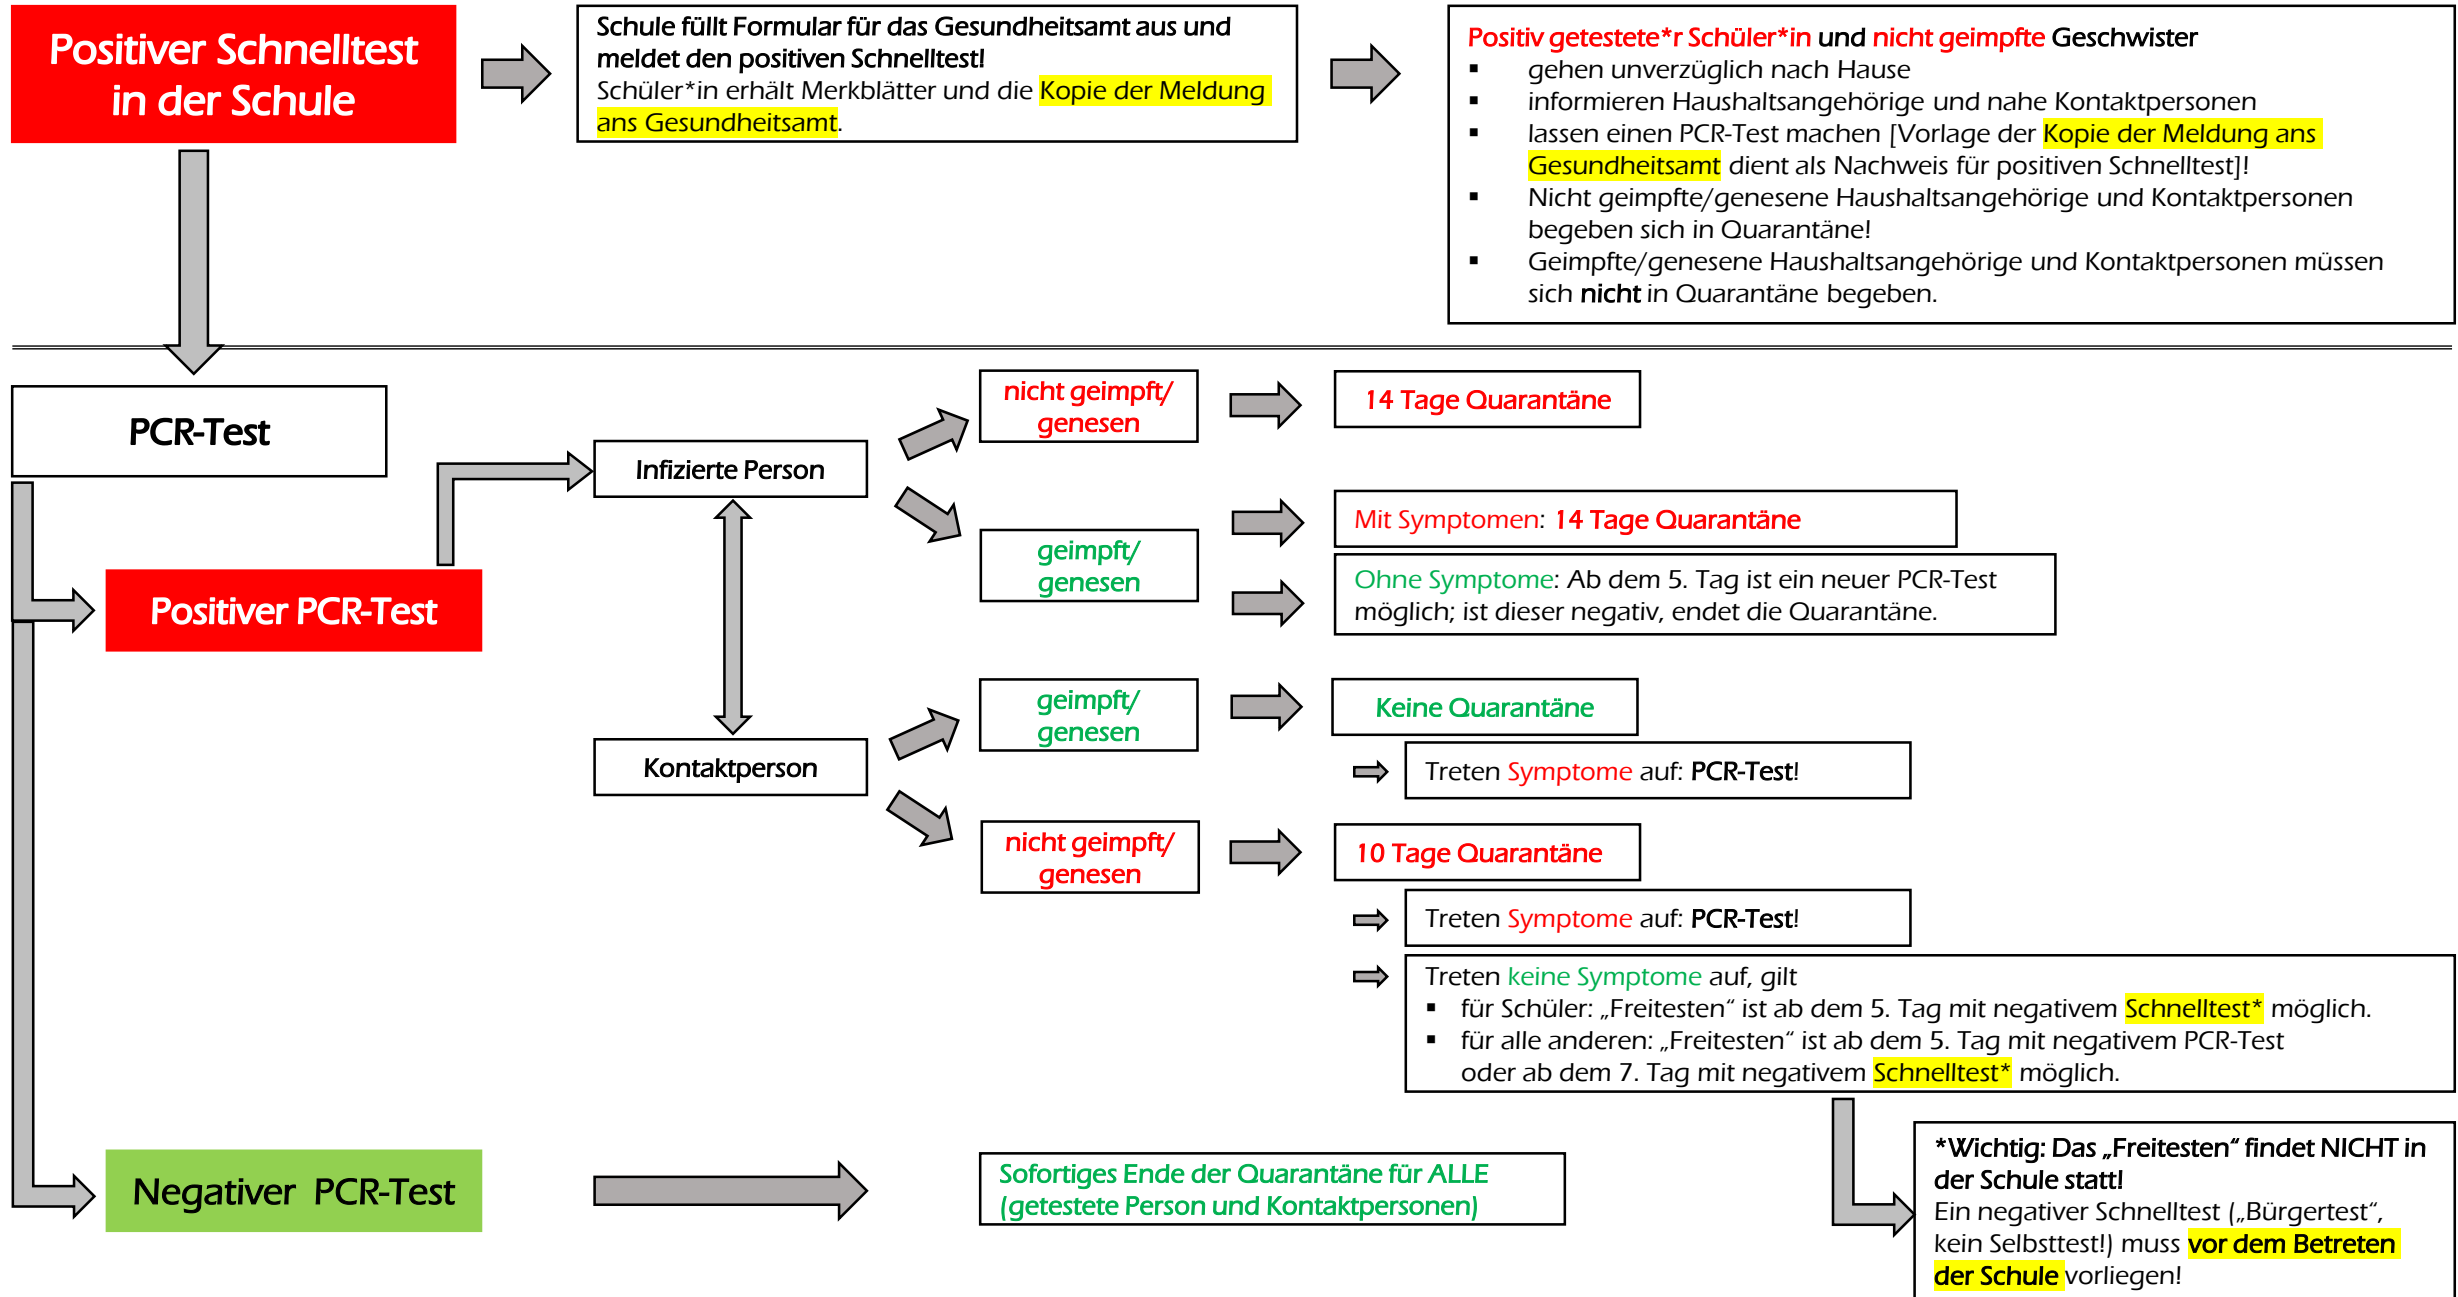 Positiver Schnelltest
in der Schule
Schule füllt Formular für das Gesundheitsamt aus und
meldet den positiven Schnelltest!
Schüler*in erhält Merkblätter und die Kopie der Meldung
ans Gesundheitsamt.
Positiv getestete*r Schüler*in und nicht geimpfte Geschwister
▪ gehen unverzüglich nach Hause
▪ informieren Haushaltsangehörige und nahe Kontaktpersonen
▪ lassen einen PCR-Test machen [Vorlage der Kopie der Meldung ans
Gesundheitsamt dient als Nachweis für positiven Schnelltest]!
▪ Nicht geimpfte/genesene Haushaltsangehörige und Kontaktpersonen
begeben sich in Quarantäne!
▪ Geimpfte/genesene Haushaltsangehörige und Kontaktpersonen müssen
sich nicht in Quarantäne begeben.
PCR-Test
Positiver PCR-Test
Infizierte Person
nicht geimpft/
genesen
14 Tage Quarantäne
geimpft/
genesen
Mit Symptomen: 14 Tage Quarantäne
Ohne Symptome: Ab dem 5. Tag ist ein neuer PCR-Test
möglich; ist dieser negativ, endet die Quarantäne.
Kontaktperson
geimpft/
genesen
Keine Quarantäne
Treten Symptome auf: PCR-Test!
nicht geimpft/
genesen
10 Tage Quarantäne
Treten Symptome auf: PCR-Test!
Treten keine Symptome auf, gilt
▪ für Schüler: „Freitesten“ ist ab dem 5. Tag mit negativem Schnelltest* möglich.
▪ für alle anderen: „Freitesten“ ist ab dem 5. Tag mit negativem PCR-Test
oder ab dem 7. Tag mit negativem Schnelltest* möglich.
Negativer PCR-Test
Sofortiges Ende der Quarantäne für ALLE
(getestete Person und Kontaktpersonen)
*Wichtig: Das „Freitesten“ findet NICHT in
der Schule statt!
Ein negativer Schnelltest („Bürgertest“,
kein Selbsttest!) muss vor dem Betreten
der Schule vorliegen!